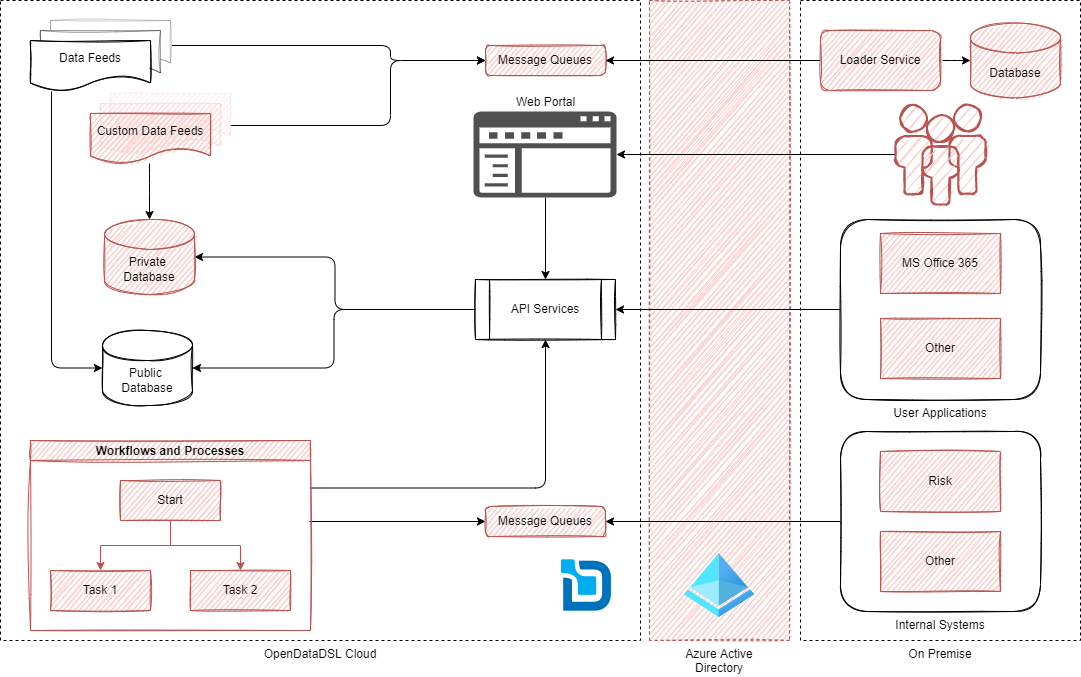 Data Feeds
Message Queues
Loader Service
Database
Web Portal
Custom Data Feeds
Private
Database
MS Office 365
API Services
Other
Public
Database
User Applications
Workflows and Processes
Start
Risk
Message Queues
Other
Task 1
Task 2
Internal Systems
OpenDataDSL Cloud
Azure Active
Directory
On Premise